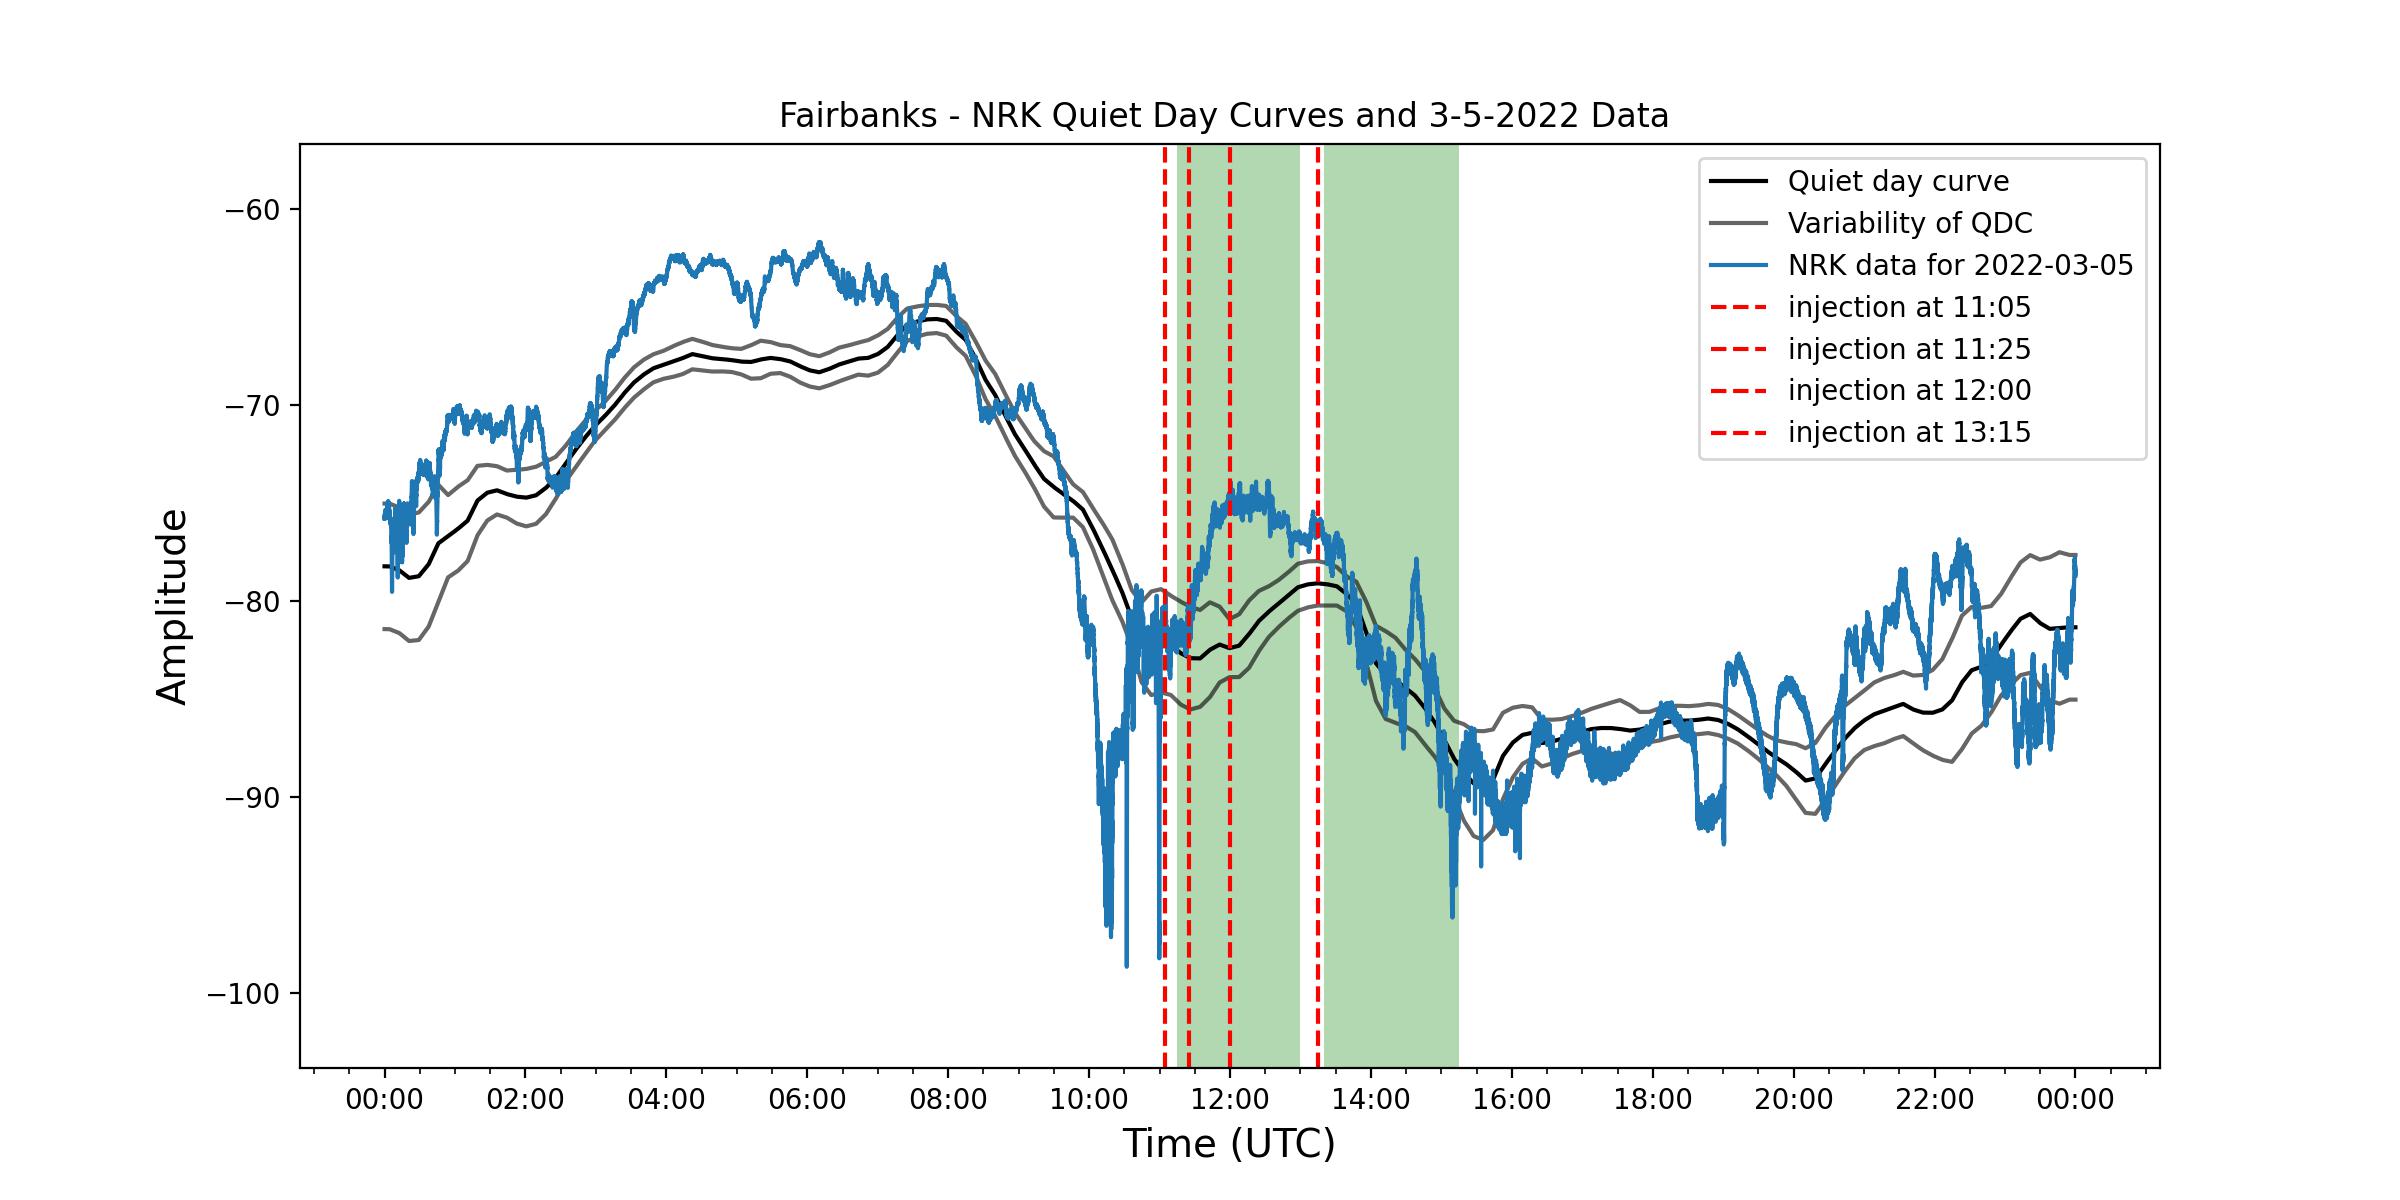 Fairbanks - NRK Quiet Day Curves and 3-5-2022 Data
Quiet day curve
Variability of QDC
NRK data for 2022-03-05
injection at 11:05
injection at 11:25
injection at 12:00
injection at 13:15
Amplitude
−60
−70
−80
−90
−100
00:00 02:00 04:00 06:00 08:00 10:00 12:00 14:00 16:00 18:00 20:00 22:00 00:00
Time (UTC)